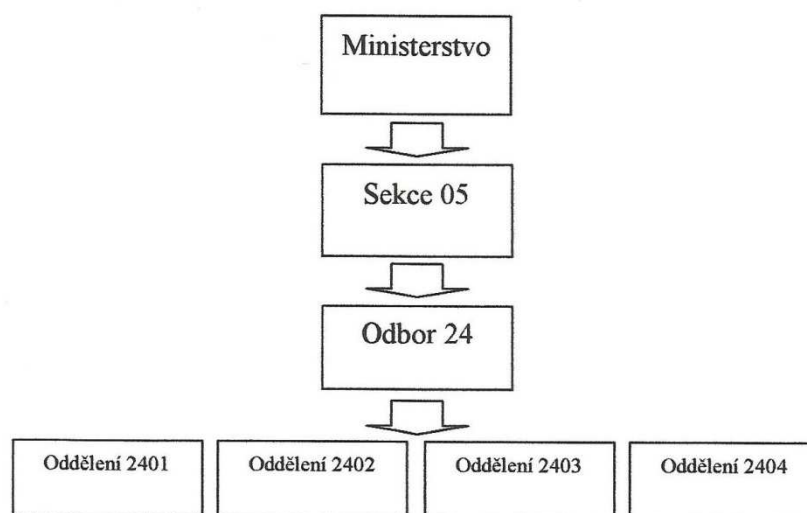 Ministerstvo
Sekce 05
Odbor 24
Oddělení 2401
Oddělení 2402
Oddělení 2403
Oddělení 2404